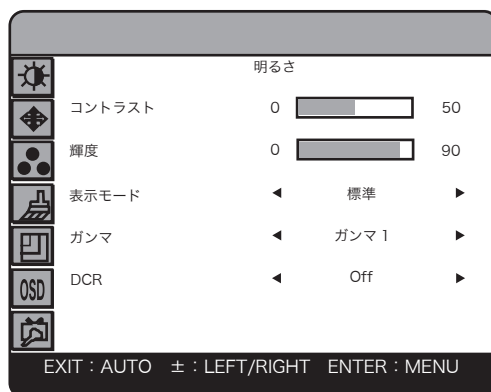 明るさ
コントラスト 0 50
輝度 0 90
表示モード ◀ 標準 ▶
ガンマ ◀ ガンマ 1 ▶
DCR ◀ Off ▶
OSD
EXIT：AUTO ±：LEFT/RIGHT ENTER：MENU